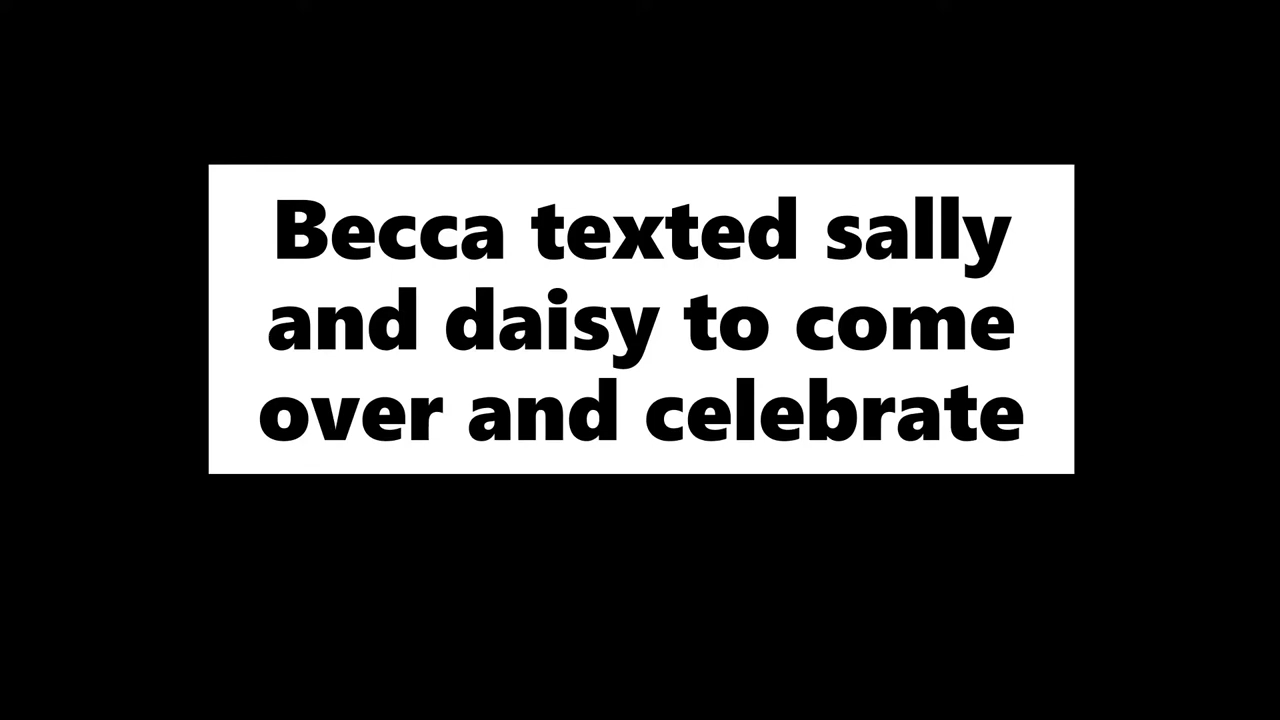 Becca texted sally
and daisy to come
over and celebrate